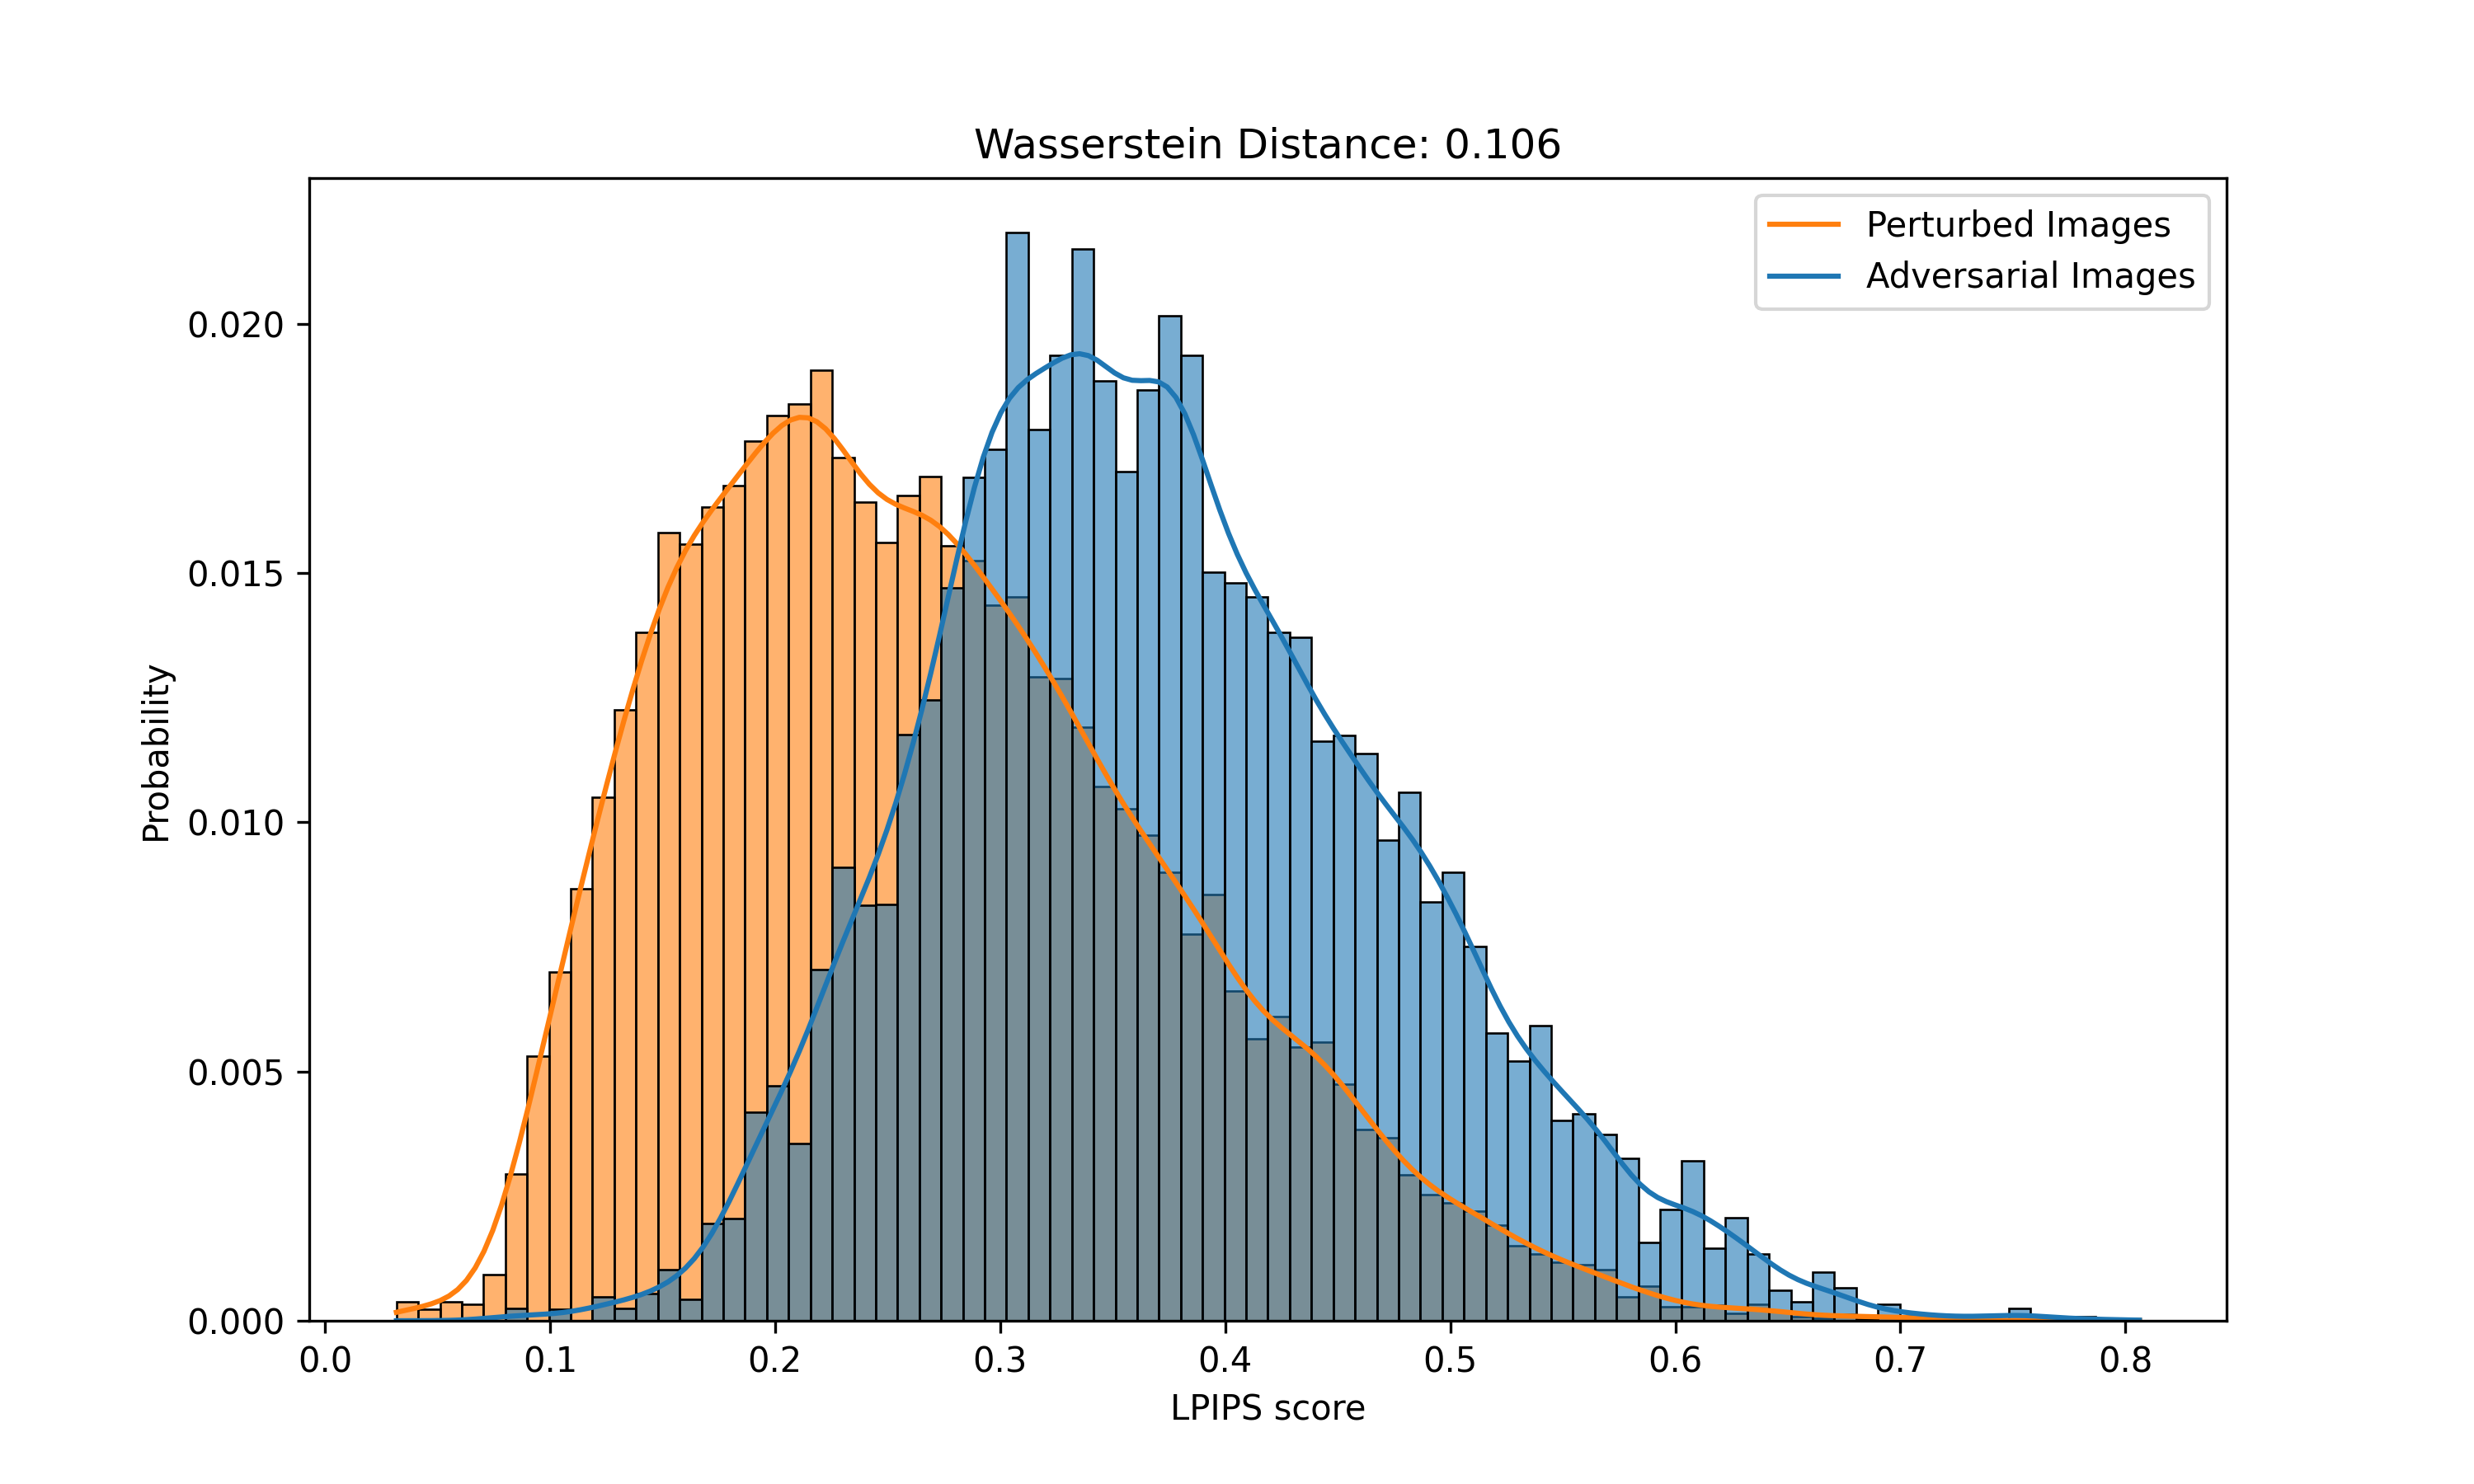 Wasserstein Distance: 0.106
Perturbed Images
Adversarial Images
Probability
0.020
0.015
0.010
0.005
0.000
0.0 0.1 0.2 0.3 0.4 0.5 0.6 0.7 0.8
LPIPS score